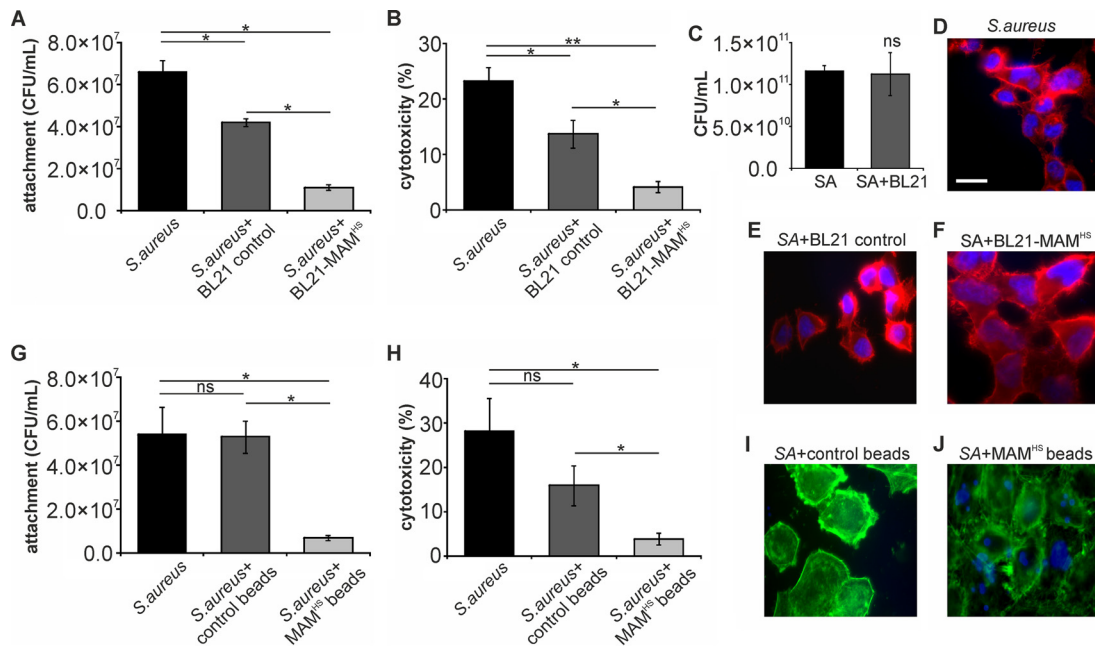 A
attachment (CFU/mL)
8.0×10⁷
6.0×10⁷
4.0×10⁷
2.0×10⁷
0.0
*
*
*
S.aureus
S.aureus+
BL21 control
S.aureus+
BL21-MAMᴴˢ
B
cytotoxicity (%)
30
20
10
0
**
*
*
S.aureus
S.aureus+
BL21 control
S.aureus+
BL21-MAMᴴˢ
C
CFU/mL
1.5×10¹¹
1.0×10¹¹
5.0×10¹⁰
0.0
ns
SA
SA+BL21
D
S.aureus
E
SA+BL21 control
F
SA+BL21-MAMᴴˢ
G
attachment (CFU/mL)
8.0×10⁷
6.0×10⁷
4.0×10⁷
2.0×10⁷
0.0
*
ns
*
S.aureus
S.aureus+
control beads
S.aureus+
MAMᴴˢ beads
H
cytotoxicity (%)
40
30
20
10
0
*
ns
*
S.aureus
S.aureus+
control beads
S.aureus+
MAMᴴˢ beads
I
SA+control beads
J
SA+MAMᴴˢ beads